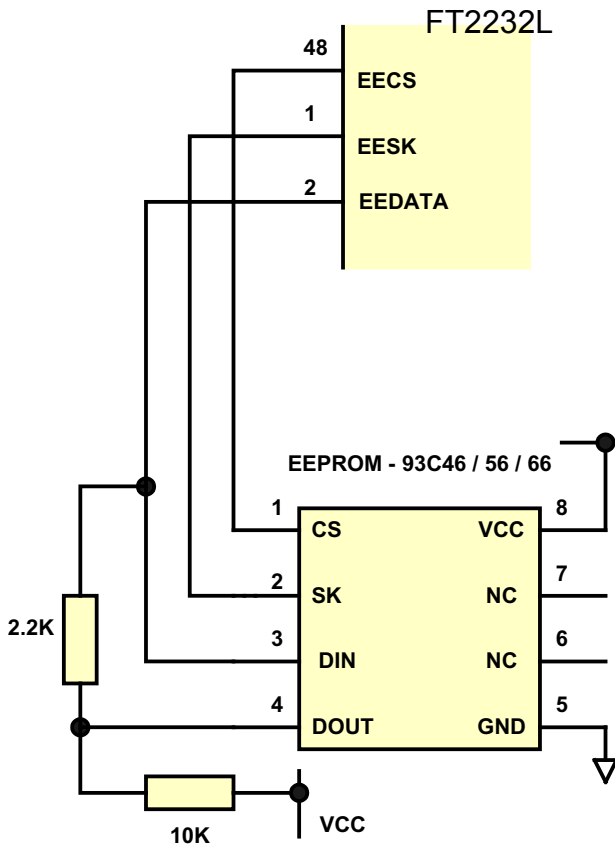 FT2232L
48
EECS
1
EESK
2
EEDATA
EEPROM - 93C46 / 56 / 66
1
CS
VCC
8
2
SK
NC
7
2.2K
3
DIN
NC
6
4
DOUT
GND
5
10K
VCC